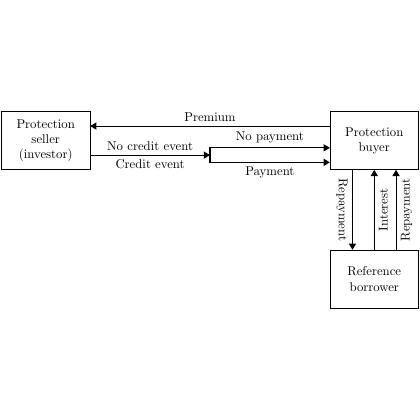 Premium
Protection
seller
(investor)
Protection
buyer
No credit event
Credit event
No payment
Payment
Repayment
Interest
Repayment
Reference
borrower